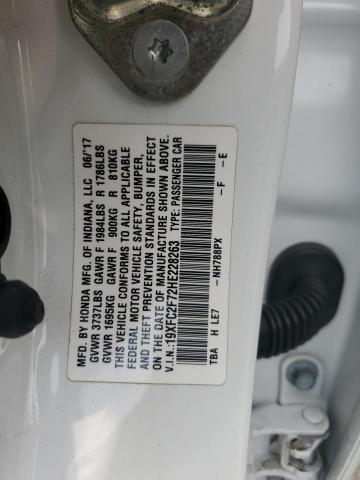 MFD. BY HONDA MFG. OF INDIANA, LLC 06/'17
GVWR 3737LBS GAWR F 1984LBS R 1786LBS
GVWR 1695KG GAWR F 900KG R 810KG
THIS VEHICLE CONFORMS TO ALL APPLICABLE
FEDERAL MOTOR VEHICLE SAFETY, BUMPER,
AND THEFT PREVENTION STANDARDS IN EFFECT
ON THE DATE OF MANUFACTURE SHOWN ABOVE.
V.I.N.:19XFC2F72HE220263 TYPE: PASSENGER CAR
TBA H LE7 - NH788PX - F - E